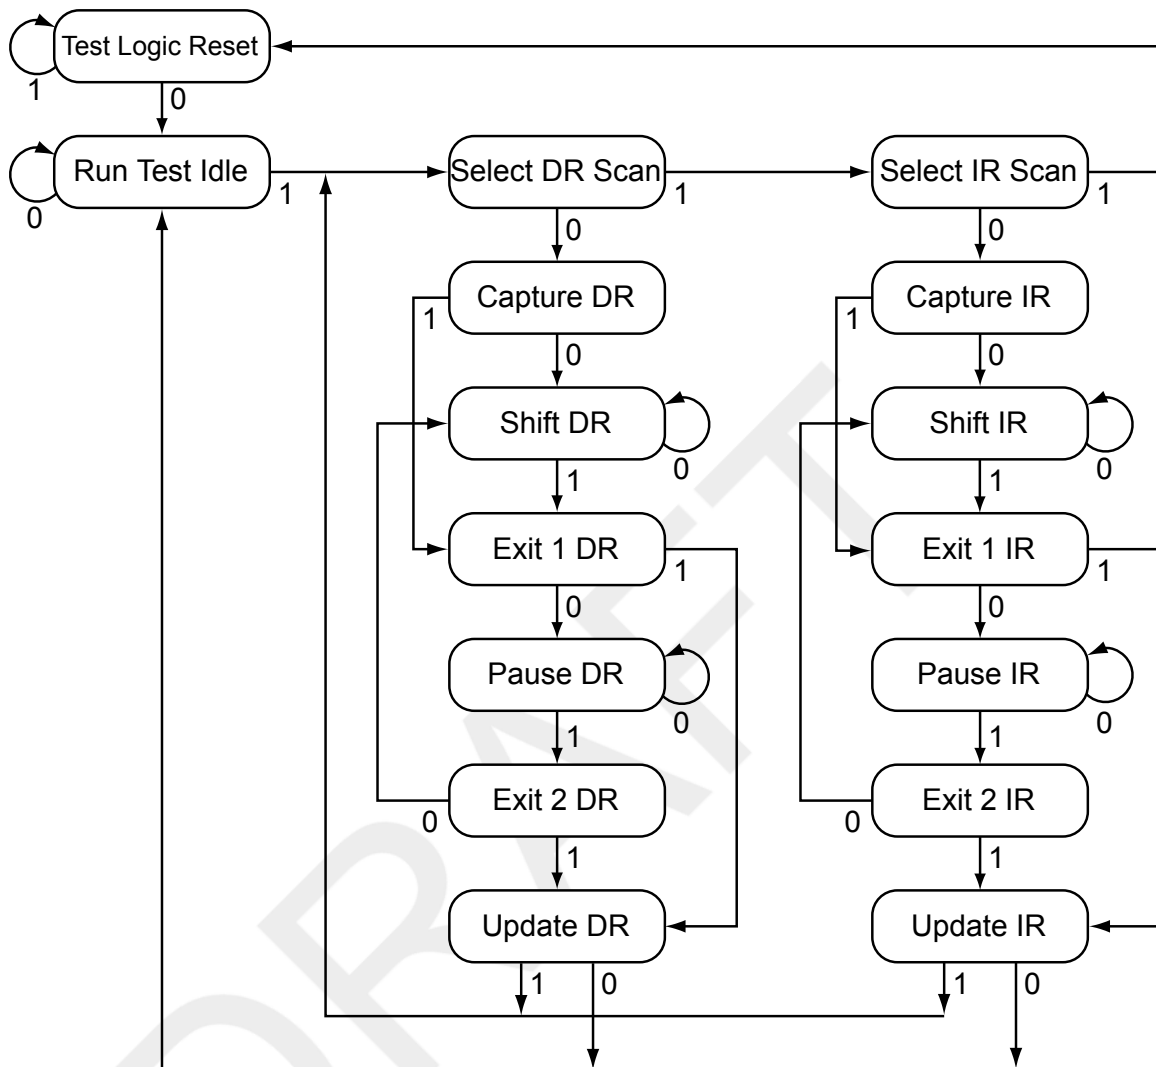 Test Logic Reset
1
0
Run Test Idle
0
1
Select DR Scan
1
0
Select IR Scan
1
0
Capture DR
1
0
Capture IR
1
0
Shift DR
0
1
Shift IR
0
1
Exit 1 DR
1
0
Exit 1 IR
1
0
Pause DR
0
1
Pause IR
0
1
Exit 2 DR
0
1
Exit 2 IR
0
1
Update DR
1
0
Update IR
1
0
DRAFT